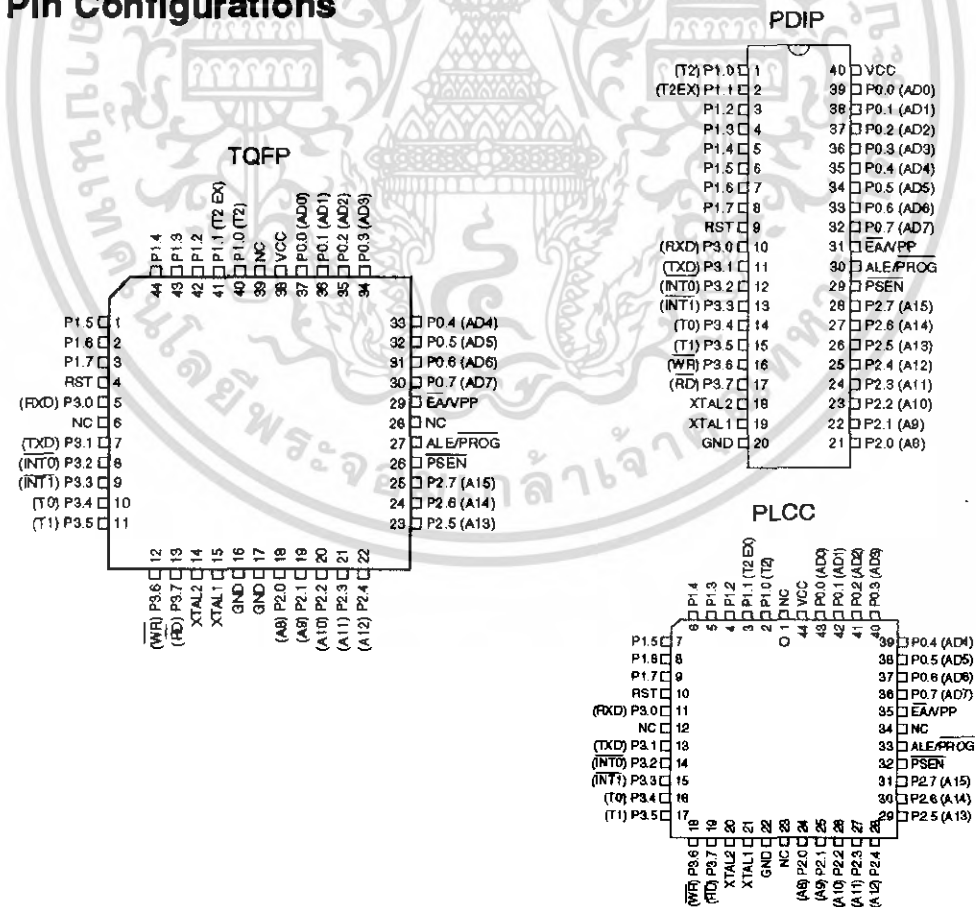 Pin Configurations
TQFP
P1.4
P1.3
P1.2
P1.1 (T2 EX)
P1.0 (T2)
NC
VCC
P0.0 (AD0)
P0.1 (AD1)
P0.2 (AD2)
P0.3 (AD3)
44 43 42 41 40 39 38 37 36 35 34
P1.5 1
P1.6 2
P1.7 3
RST 4
(RXD) P3.0 5
NC 6
(TXD) P3.1 7
(INT0) P3.2 8
(INT1) P3.3 9
(T0) P3.4 10
(T1) P3.5 11
33 P0.4 (AD4)
32 P0.5 (AD5)
31 P0.6 (AD6)
30 P0.7 (AD7)
29 EA/VPP
28 NC
27 ALE/PROG
26 PSEN
25 P2.7 (A15)
24 P2.6 (A14)
23 P2.5 (A13)
12 13 14 15 16 17 18 19 20 21 22
(WR) P3.6
(RD) P3.7
XTAL2
XTAL1
GND
GND
(A8) P2.0
(A9) P2.1
(A10) P2.2
(A11) P2.3
(A12) P2.4
PDIP
(T2) P1.0 1
(T2EX) P1.1 2
P1.2 3
P1.3 4
P1.4 5
P1.5 6
P1.6 7
P1.7 8
RST 9
(RXD) P3.0 10
(TXD) P3.1 11
(INT0) P3.2 12
(INT1) P3.3 13
(T0) P3.4 14
(T1) P3.5 15
(WR) P3.6 16
(RD) P3.7 17
XTAL2 18
XTAL1 19
GND 20
40 VCC
39 P0.0 (AD0)
38 P0.1 (AD1)
37 P0.2 (AD2)
36 P0.3 (AD3)
35 P0.4 (AD4)
34 P0.5 (AD5)
33 P0.6 (AD6)
32 P0.7 (AD7)
31 EA/VPP
30 ALE/PROG
29 PSEN
28 P2.7 (A15)
27 P2.6 (A14)
26 P2.5 (A13)
25 P2.4 (A12)
24 P2.3 (A11)
23 P2.2 (A10)
22 P2.1 (A9)
21 P2.0 (A8)
PLCC
P1.4
P1.3
P1.2
P1.1 (T2 EX)
P1.0 (T2)
NC
VCC
P0.0 (AD0)
P0.1 (AD1)
P0.2 (AD2)
P0.3 (AD3)
6 5 4 3 2 1 44 43 42 41 40
P1.5 7
P1.6 8
P1.7 9
RST 10
(RXD) P3.0 11
NC 12
(TXD) P3.1 13
(INT0) P3.2 14
(INT1) P3.3 15
(T0) P3.4 16
(T1) P3.5 17
39 P0.4 (AD4)
38 P0.5 (AD5)
37 P0.6 (AD6)
36 P0.7 (AD7)
35 EA/VPP
34 NC
33 ALE/PROG
32 PSEN
31 P2.7 (A15)
30 P2.6 (A14)
29 P2.5 (A13)
18 19 20 21 22 23 24 25 26 27 28
(WR) P3.6
(RD) P3.7
XTAL2
XTAL1
GND
NC
(A8) P2.0
(A9) P2.1
(A10) P2.2
(A11) P2.3
(A12) P2.4